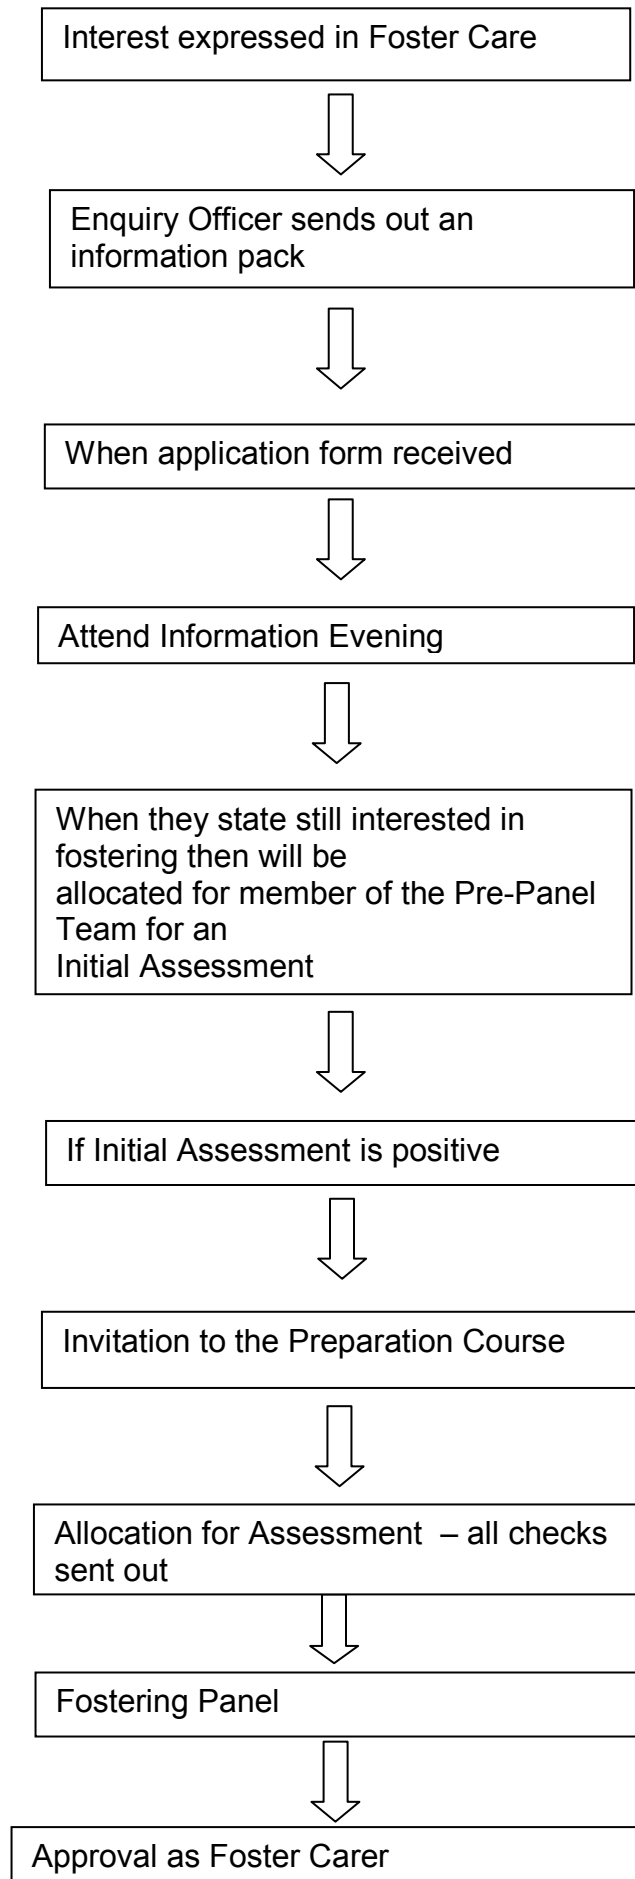 Interest expressed in Foster Care
Enquiry Officer sends out an
information pack
When application form received
Attend Information Evening
When they state still interested in
fostering then will be
allocated for member of the Pre-Panel
Team for an
Initial Assessment
If Initial Assessment is positive
Invitation to the Preparation Course
Allocation for Assessment – all checks
sent out
Fostering Panel
Approval as Foster Carer